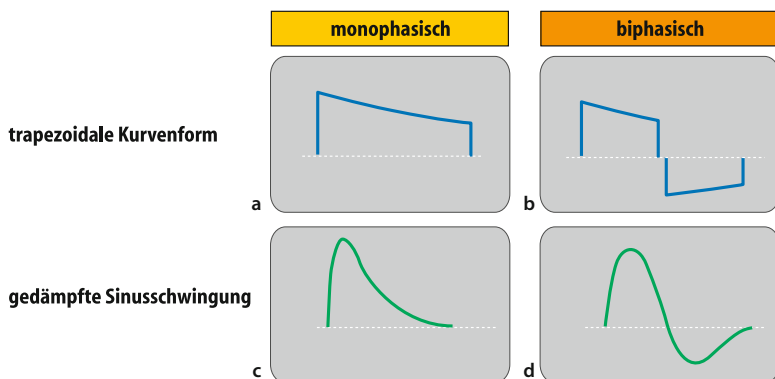 monophasisch
biphasisch
trapezoidale Kurvenform
a
b
gedämpfte Sinusschwingung
c
d